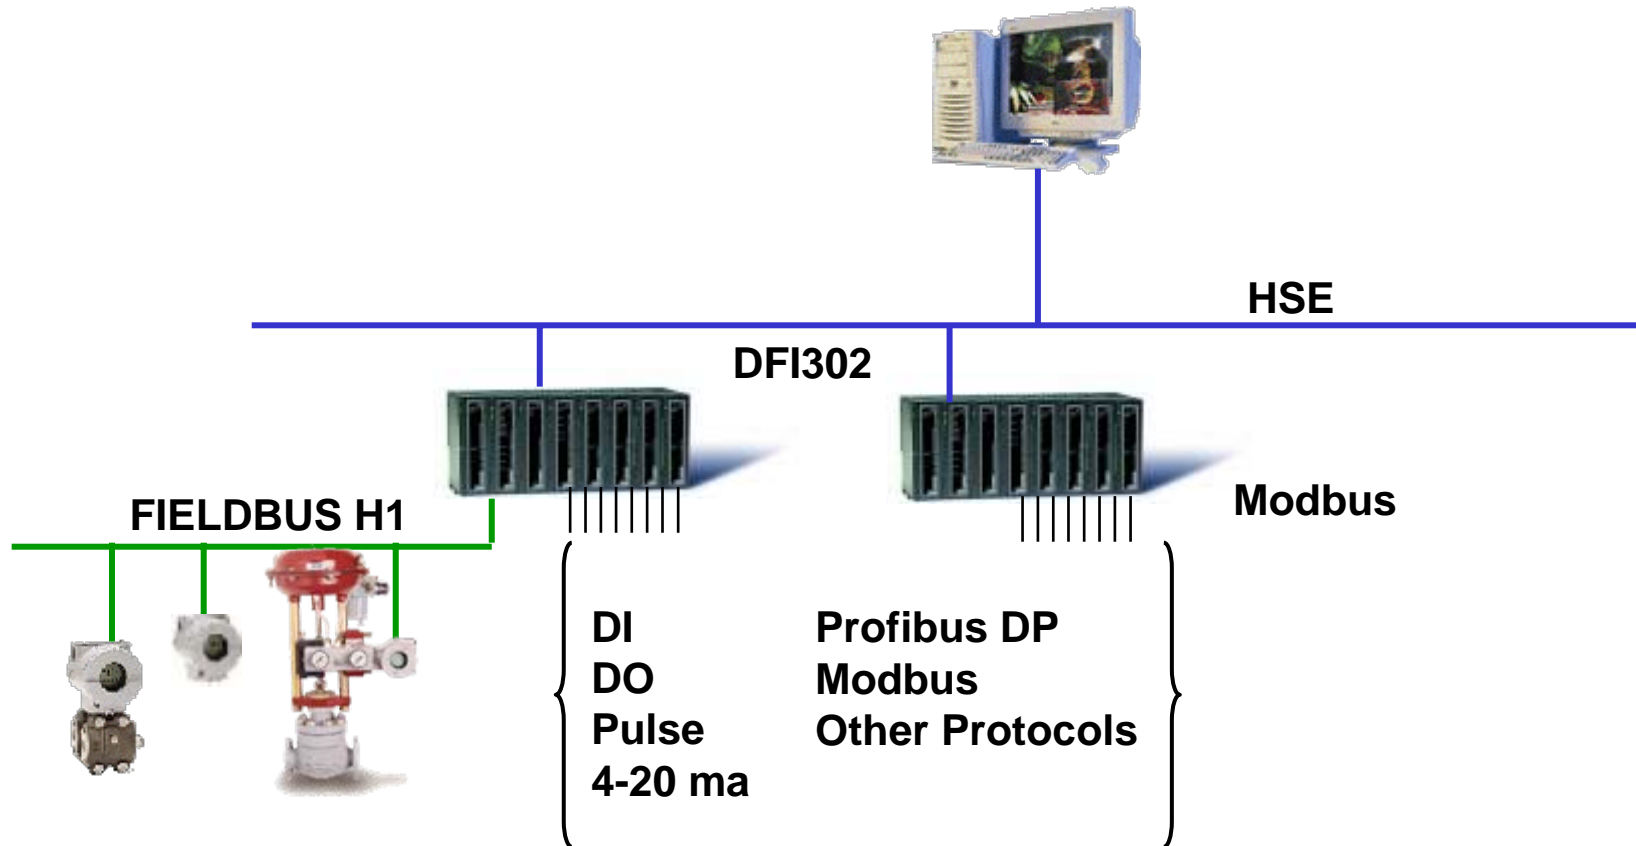 HSE
DFI302
FIELDBUS H1
Modbus
DI
DO
Pulse
4-20 ma
Profibus DP
Modbus
Other Protocols